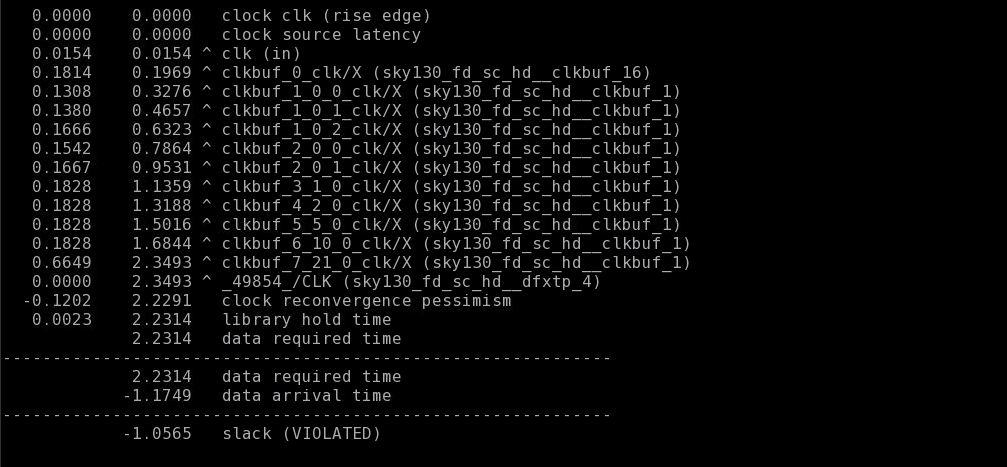 0.0000 0.0000 clock clk (rise edge)
0.0000 0.0000 clock source latency
0.0154 0.0154 ^ clk (in)
0.1814 0.1969 ^ clkbuf_0_clk/X (sky130_fd_sc_hd__clkbuf_16)
0.1308 0.3276 ^ clkbuf_1_0_0_clk/X (sky130_fd_sc_hd__clkbuf_1)
0.1380 0.4657 ^ clkbuf_1_0_1_clk/X (sky130_fd_sc_hd__clkbuf_1)
0.1666 0.6323 ^ clkbuf_1_0_2_clk/X (sky130_fd_sc_hd__clkbuf_1)
0.1542 0.7864 ^ clkbuf_2_0_0_clk/X (sky130_fd_sc_hd__clkbuf_1)
0.1667 0.9531 ^ clkbuf_2_0_1_clk/X (sky130_fd_sc_hd__clkbuf_1)
0.1828 1.1359 ^ clkbuf_3_1_0_clk/X (sky130_fd_sc_hd__clkbuf_1)
0.1828 1.3188 ^ clkbuf_4_2_0_clk/X (sky130_fd_sc_hd__clkbuf_1)
0.1828 1.5016 ^ clkbuf_5_5_0_clk/X (sky130_fd_sc_hd__clkbuf_1)
0.1828 1.6844 ^ clkbuf_6_10_0_clk/X (sky130_fd_sc_hd__clkbuf_1)
0.6649 2.3493 ^ clkbuf_7_21_0_clk/X (sky130_fd_sc_hd__clkbuf_1)
0.0000 2.3493 ^ _49854_/CLK (sky130_fd_sc_hd__dfxtp_4)
-0.1202 2.2291 clock reconvergence pessimism
0.0023 2.2314 library hold time
2.2314 data required time
-------------------------------------------------------------
2.2314 data required time
-1.1749 data arrival time
-------------------------------------------------------------
-1.0565 slack (VIOLATED)